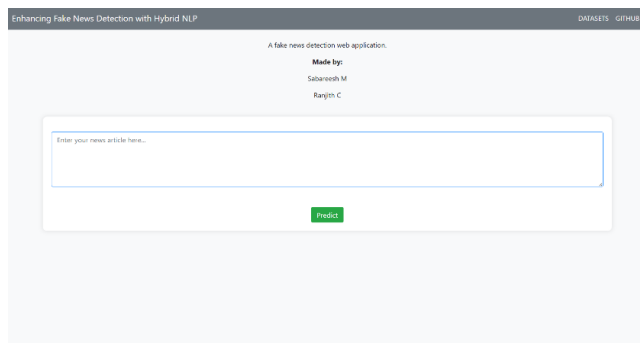 Enhancing Fake News Detection with Hybrid NLP
DATASETS GITHUB
A fake news detection web application.
Made by:
Sabareesh M
Ranjith C
Enter your news article here...
Predict